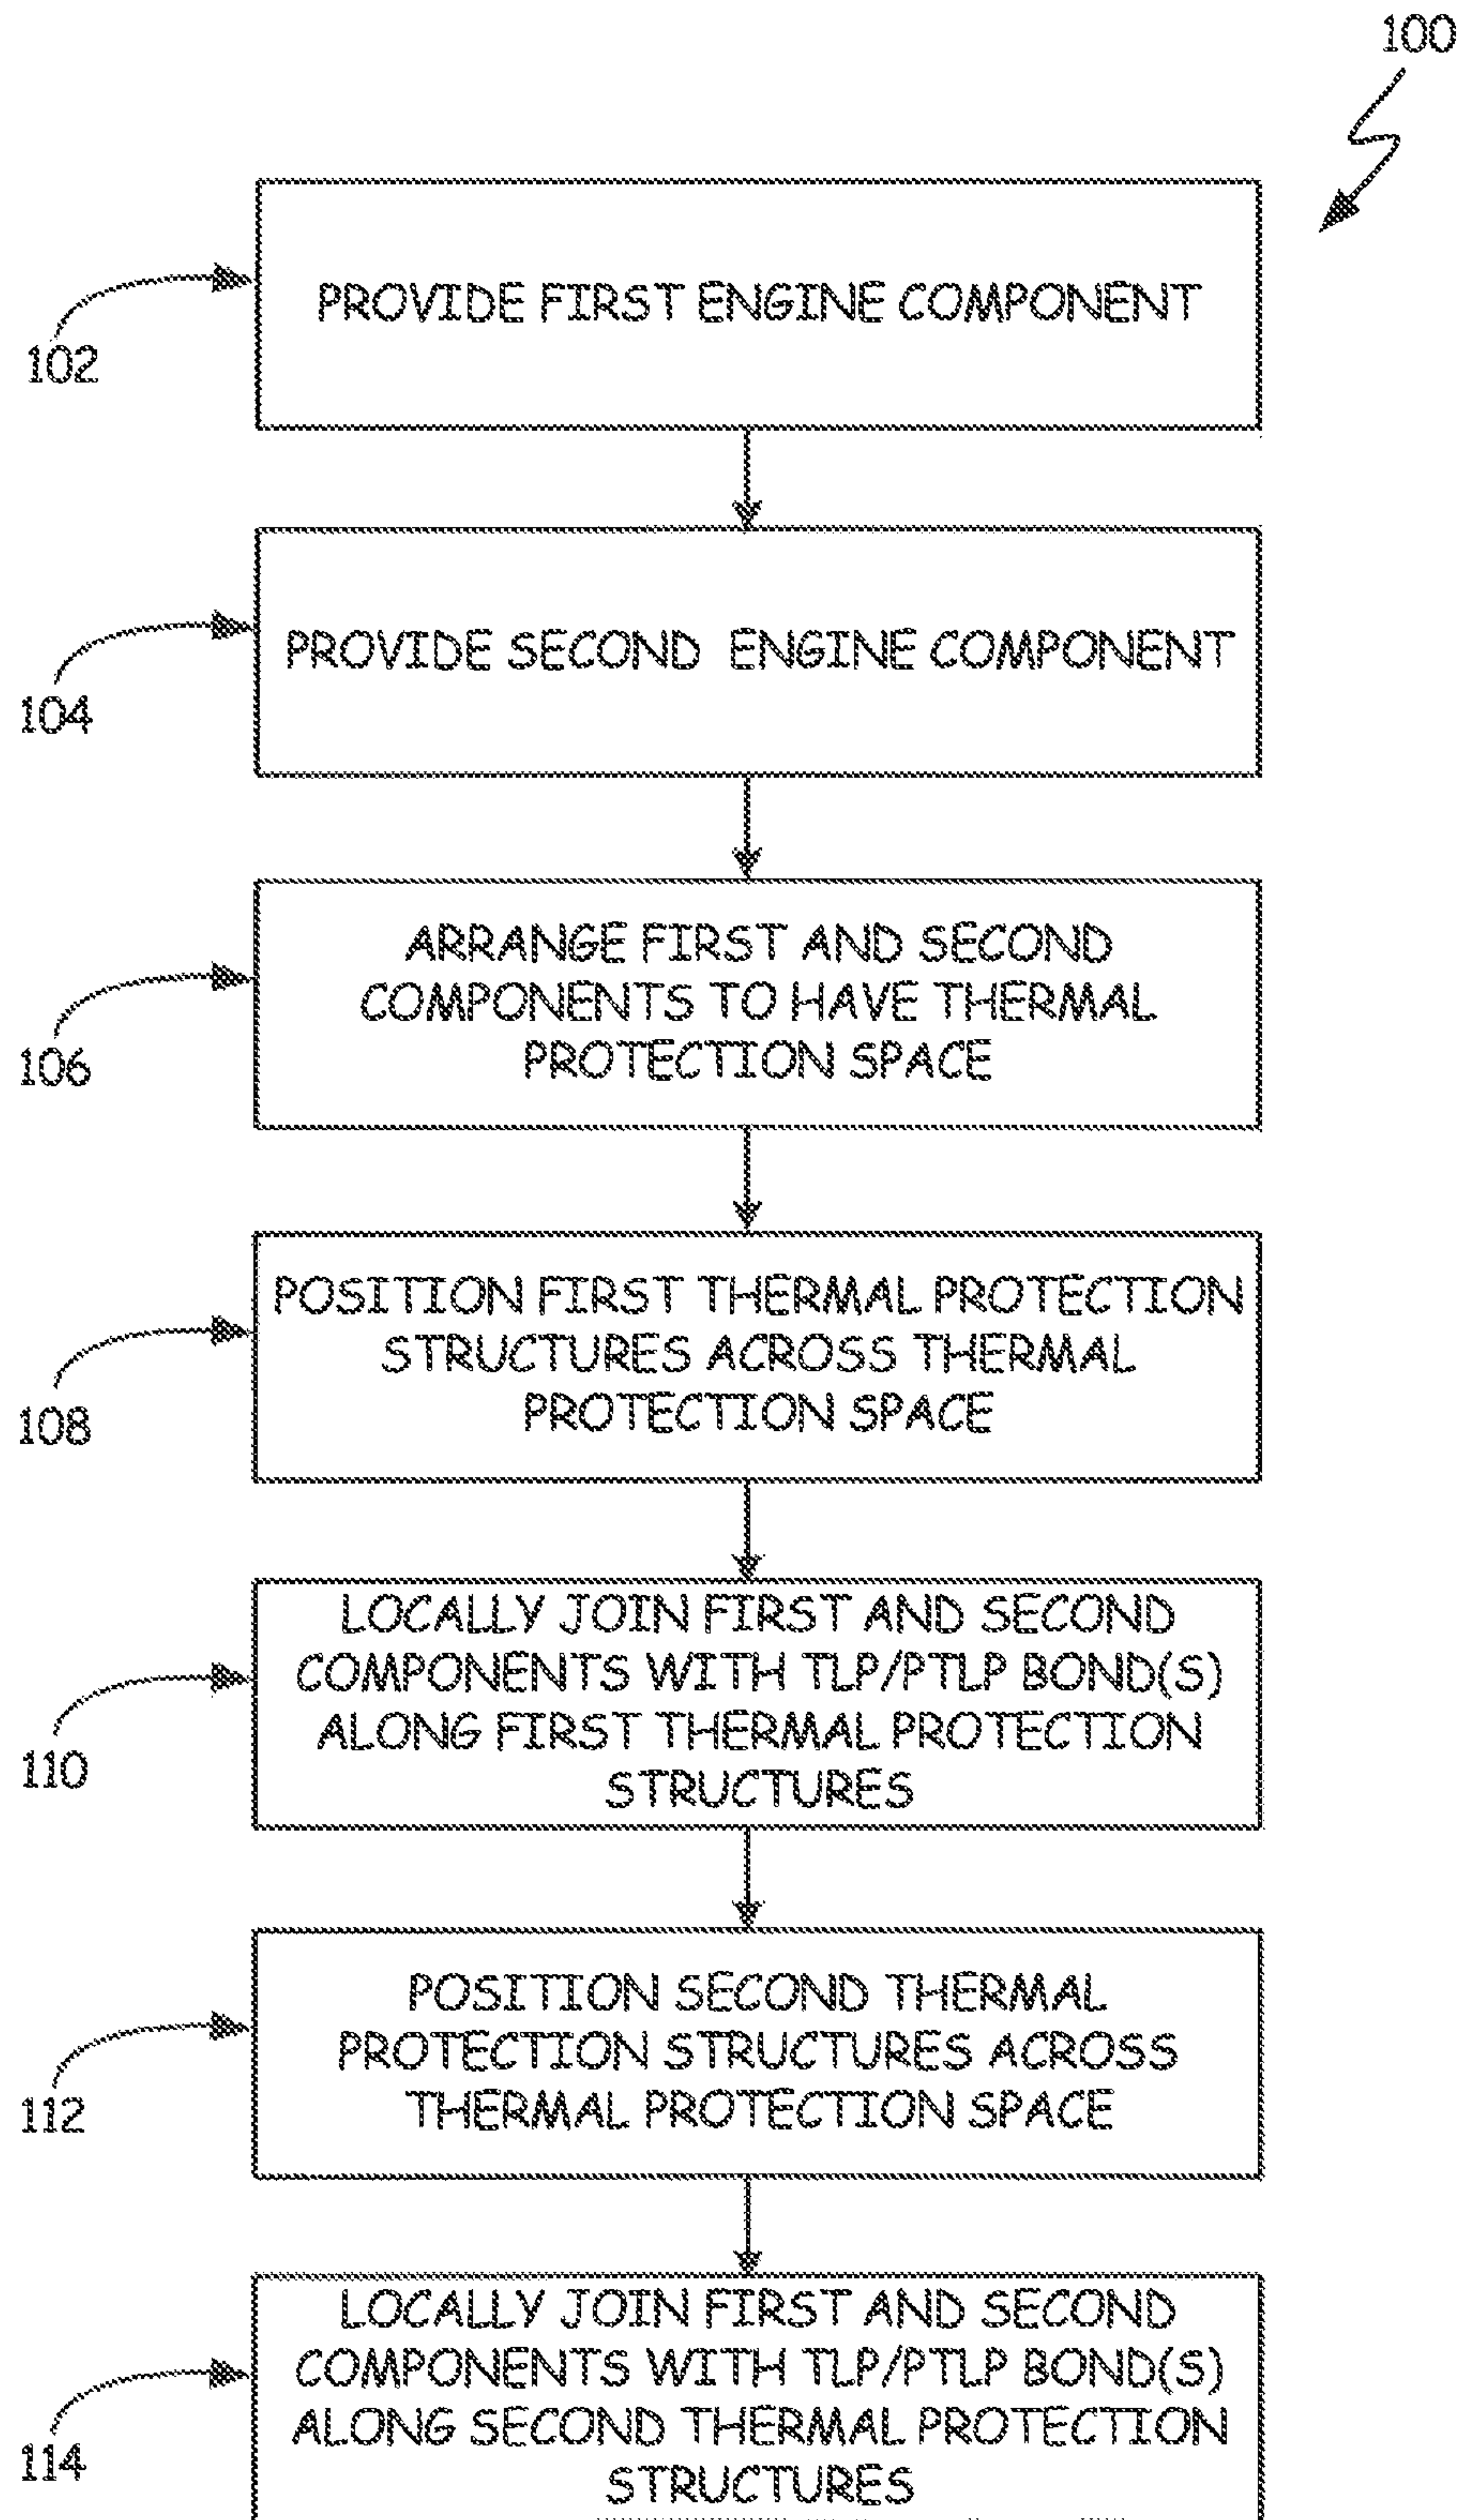 100
PROVIDE FIRST ENGINE COMPONENT
102
PROVIDE SECOND ENGINE COMPONENT
104
ARRANGE FIRST AND SECOND
COMPONENTS TO HAVE THERMAL
PROTECTION SPACE
106
POSITION FIRST THERMAL PROTECTION
STRUCTURES ACROSS THERMAL
PROTECTION SPACE
108
LOCALLY JOIN FIRST AND SECOND
COMPONENTS WITH TLP/PTLP BOND(S)
ALONG FIRST THERMAL PROTECTION
STRUCTURES
110
POSITION SECOND THERMAL
PROTECTION STRUCTURES ACROSS
THERMAL PROTECTION SPACE
112
LOCALLY JOIN FIRST AND SECOND
COMPONENTS WITH TLP/PTLP BOND(S)
ALONG SECOND THERMAL PROTECTION
STRUCTURES
114